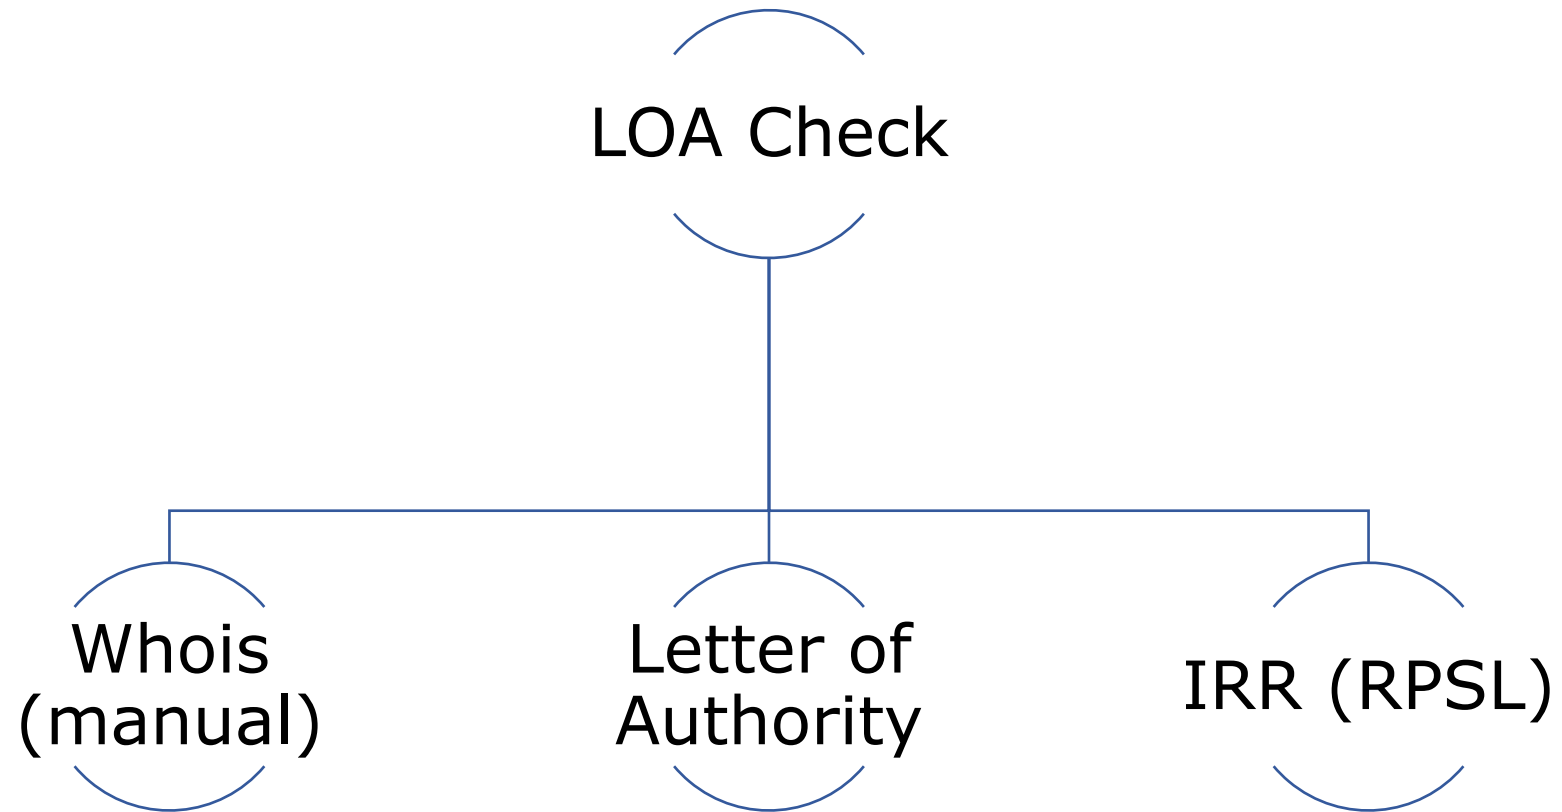 LOA Check
Whois
(manual)
Letter of
Authority
IRR (RPSL)